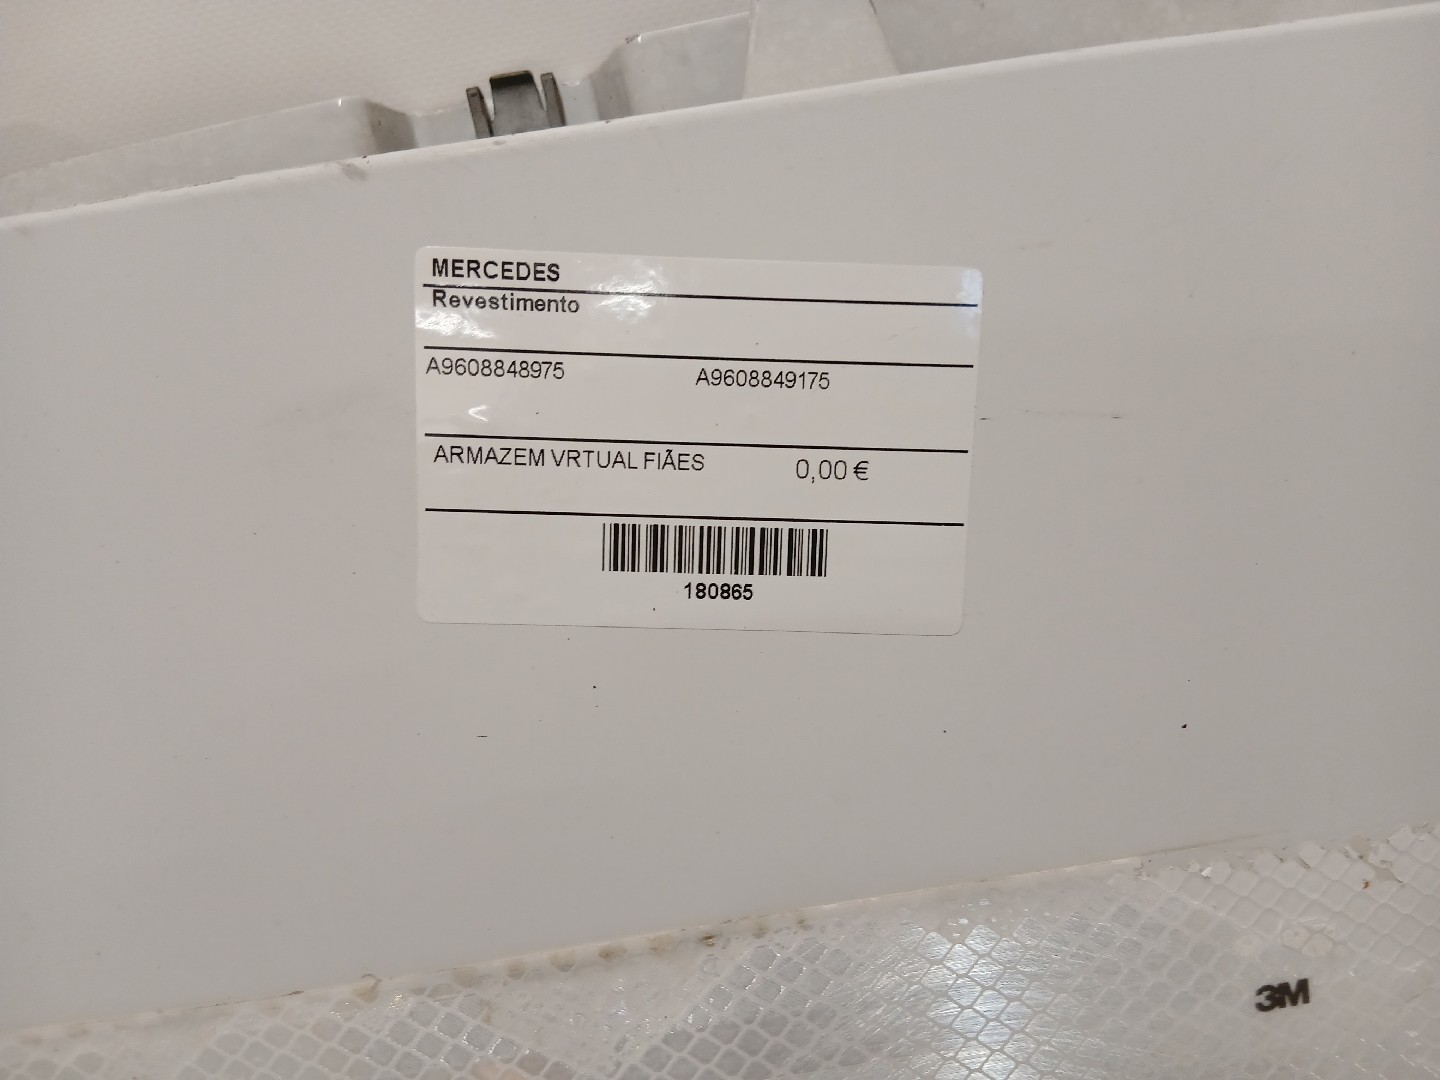 MERCEDES
Revestimento
A9608848975 A9608849175
ARMAZEM VRTUAL FIÃES 0,00 €
180865
3M